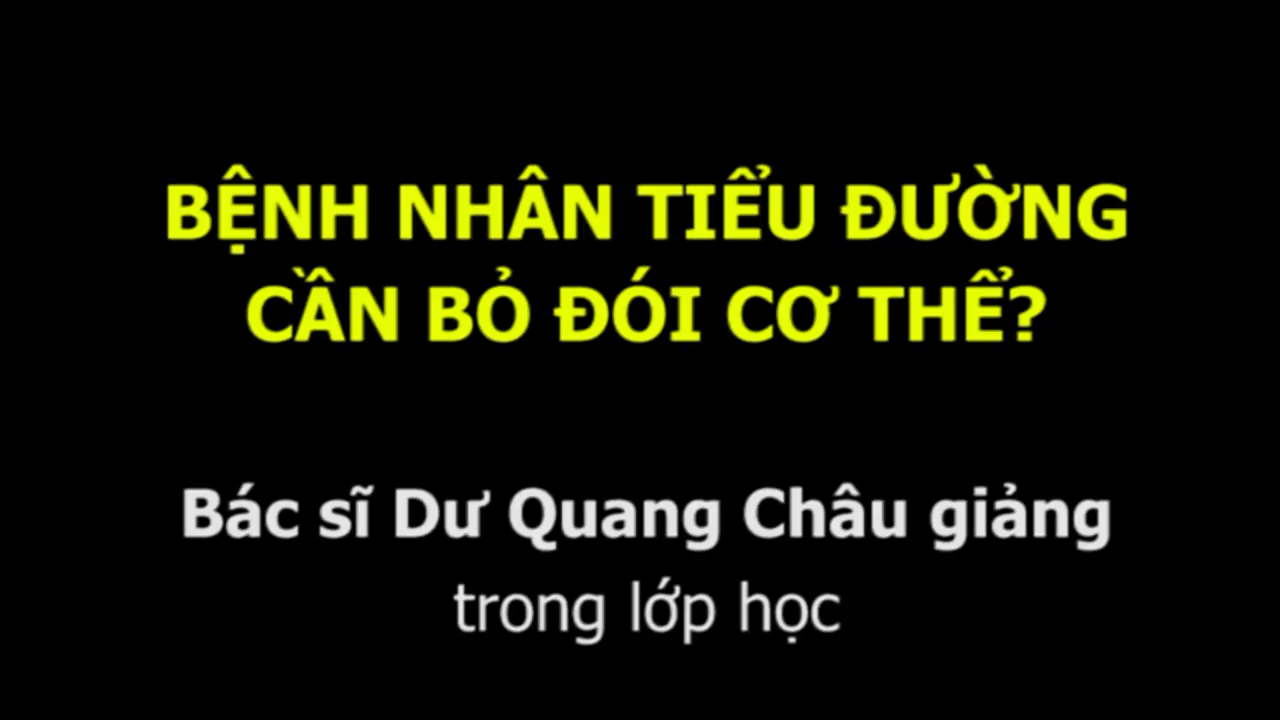 BỆNH NHÂN TIỂU ĐƯỜNG
CẦN BỎ ĐÓI CƠ THỂ?
Bác sĩ Dư Quang Châu giảng
trong lớp học